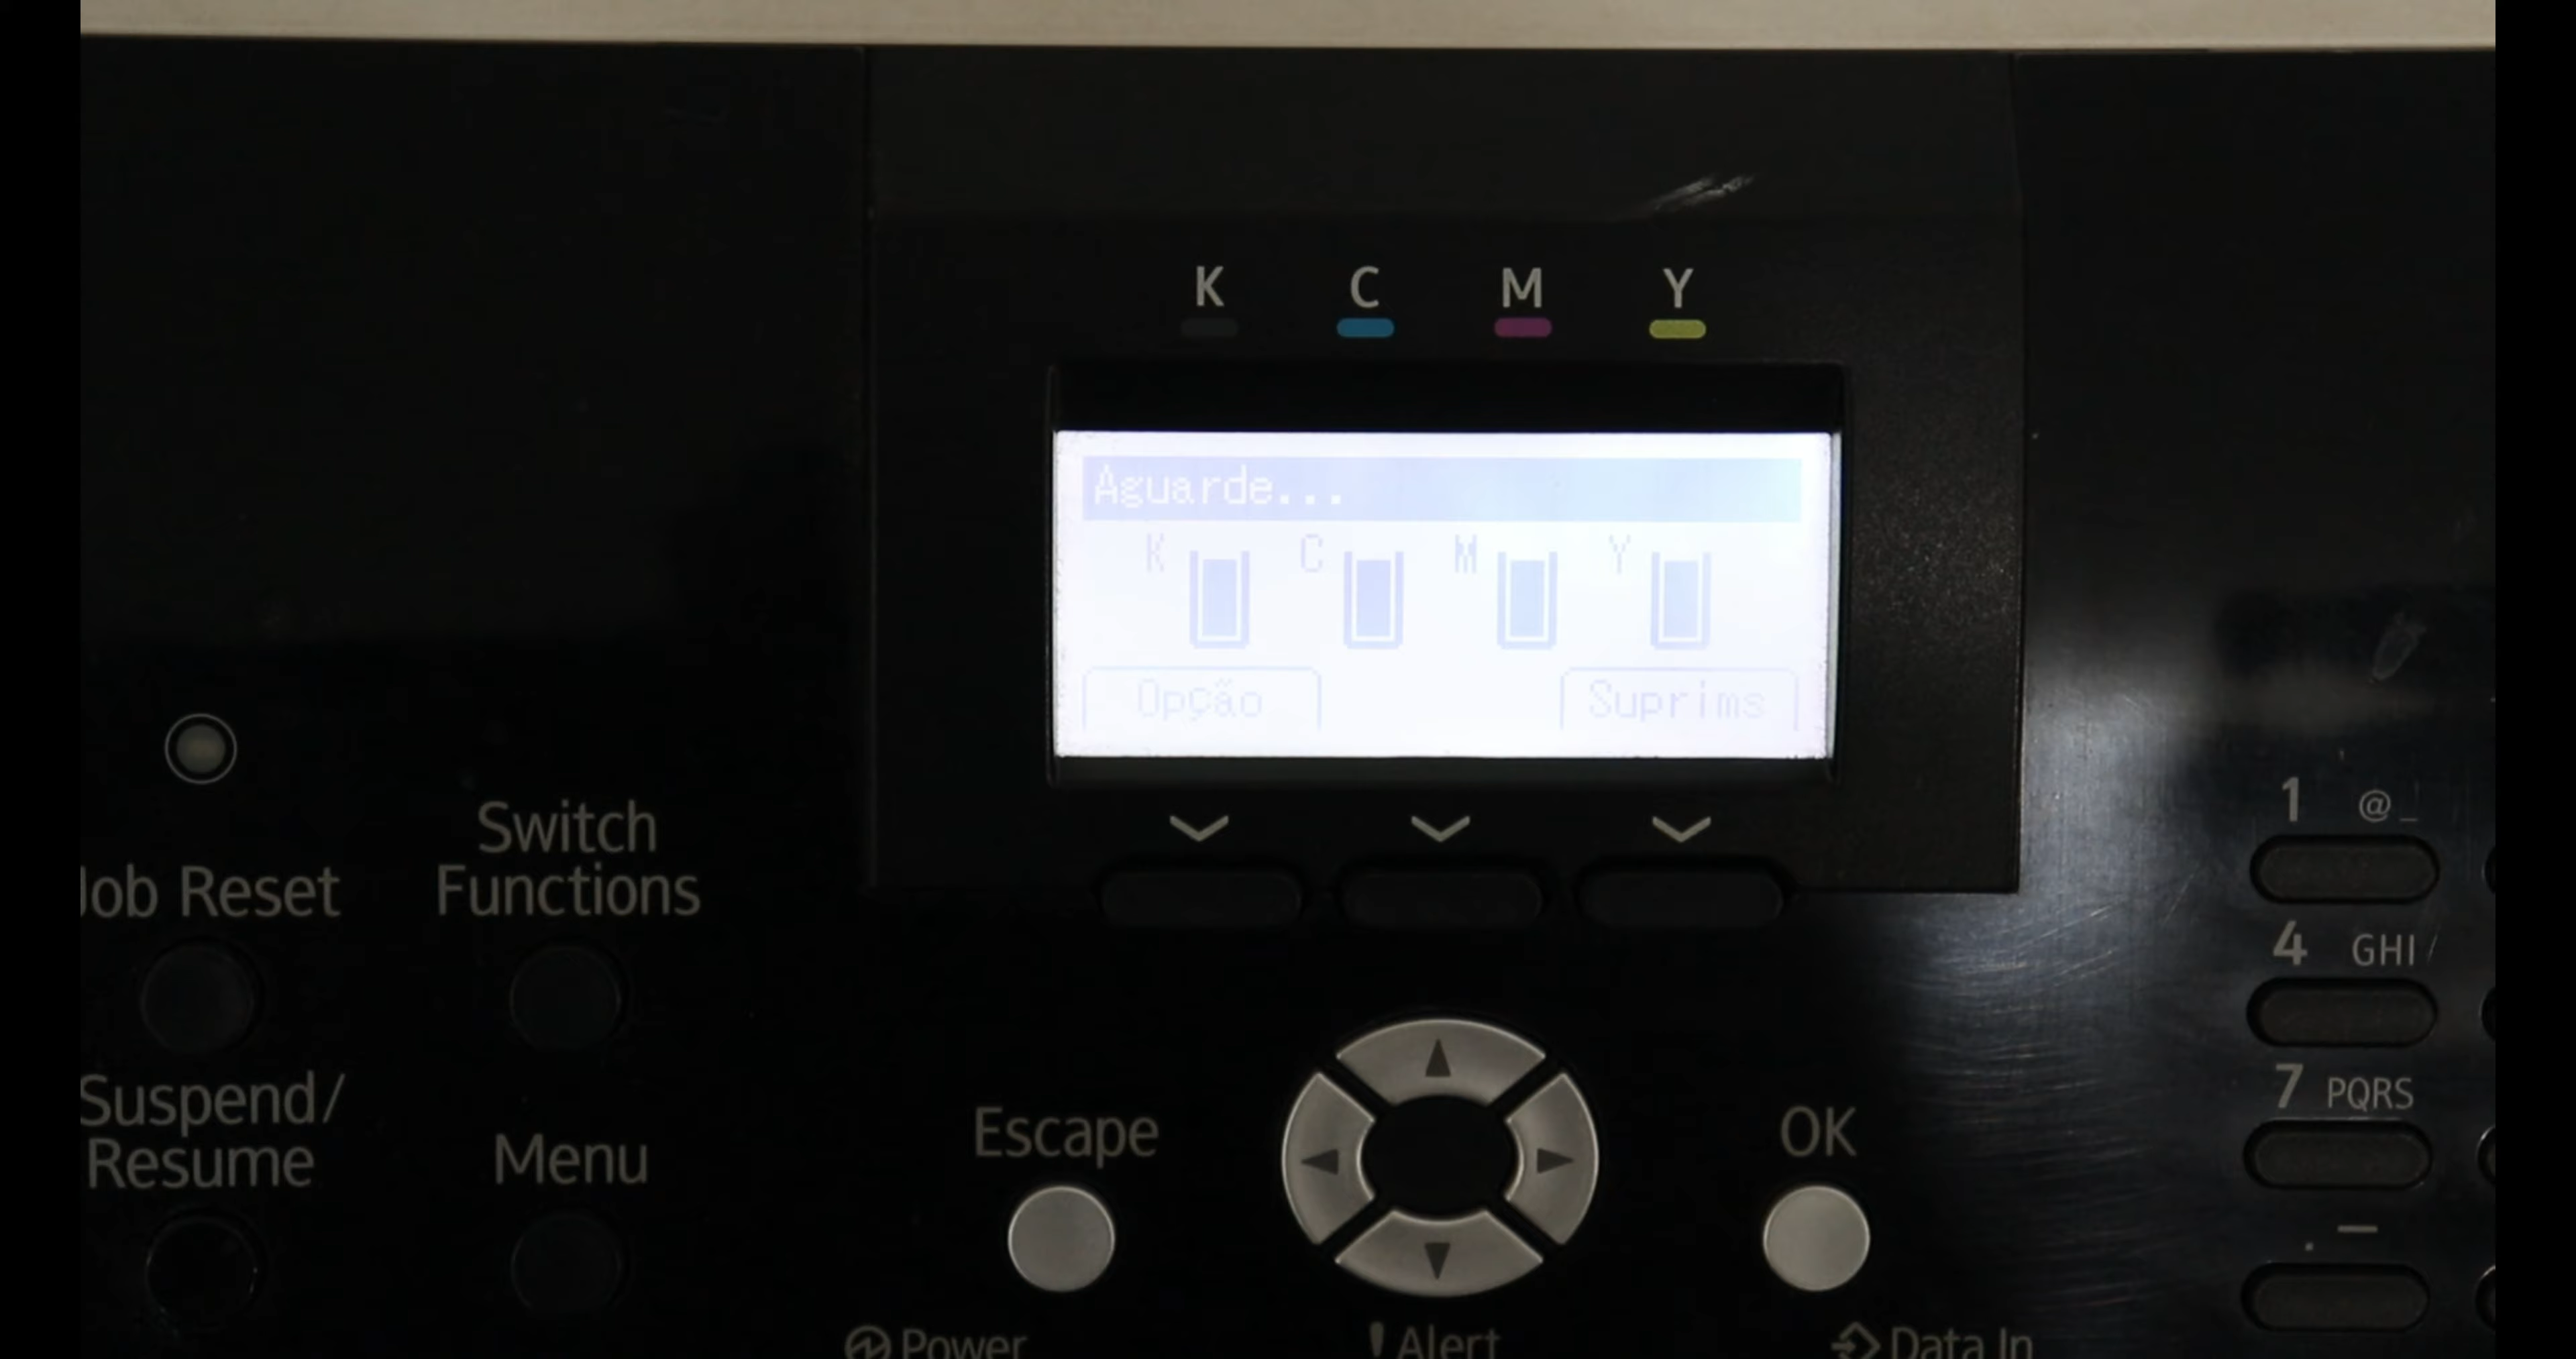 K C M Y
Aguarde...
K C M Y
Opção Suprims
Switch
Functions
Job Reset
Suspend/
Resume
Menu
Escape
OK
1 @_
4 GHI
7 PQRS
. —
Power
Alert
Data In